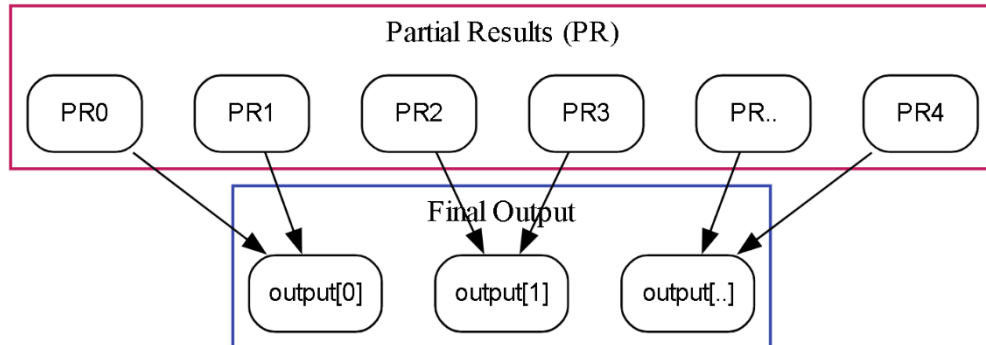 Partial Results (PR)
PR0 PR1 PR2 PR3 PR.. PR4
Final Output
output[0] output[1] output[..]